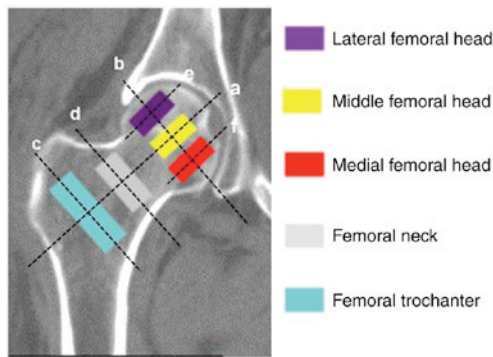 b
e
a
d
f
c
Lateral femoral head
Middle femoral head
Medial femoral head
Femoral neck
Femoral trochanter